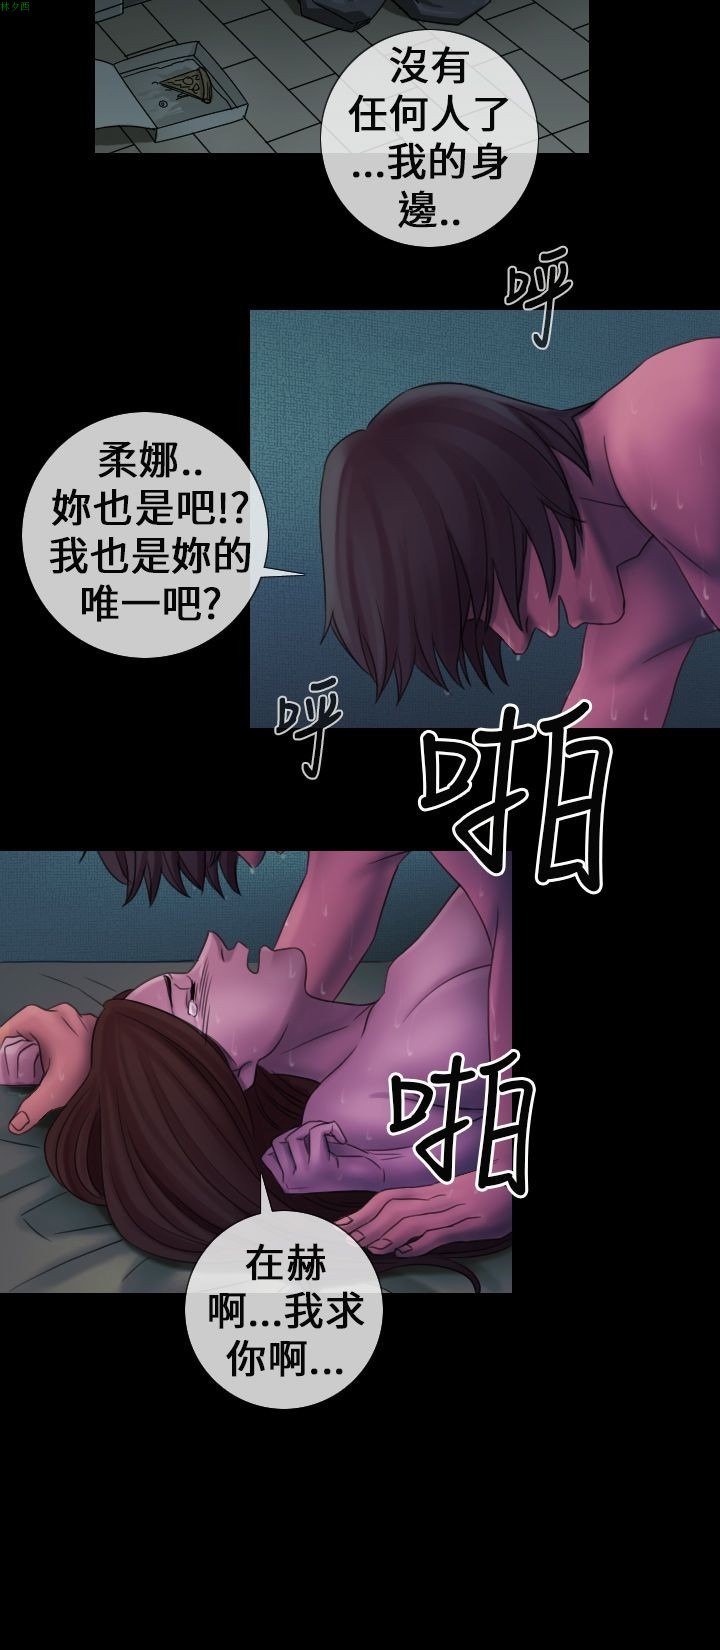 林夕西
沒有
任何人了
...我的身
邊..
呼
柔娜..
妳也是吧!?
我也是妳的
唯一吧?
呼
啪
啪
在赫
啊...我求
你啊...